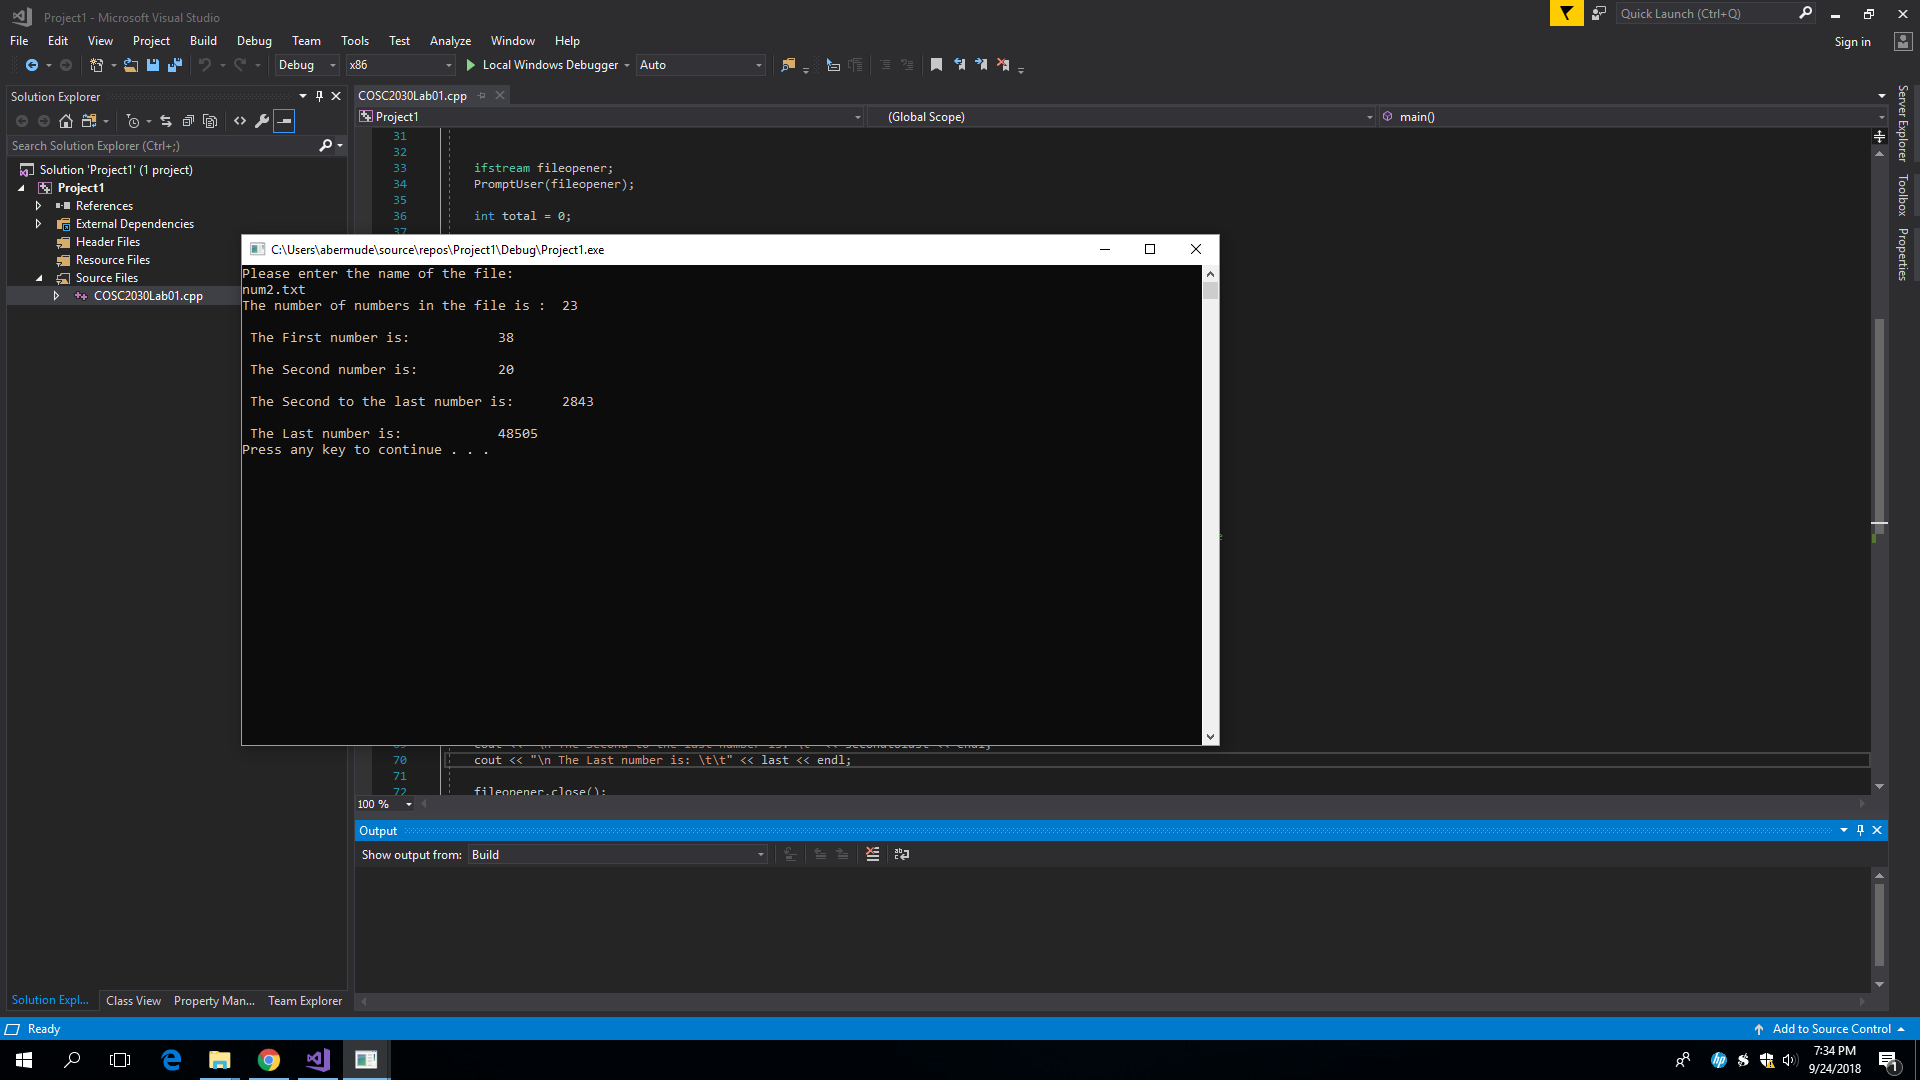 Project1 - Microsoft Visual Studio
Quick Launch (Ctrl+Q)
File Edit View Project Build Debug Team Tools Test Analyze Window Help
Sign in
Debug x86 Local Windows Debugger Auto
Solution Explorer
Search Solution Explorer (Ctrl+;)
Solution 'Project1' (1 project)
Project1
References
External Dependencies
Header Files
Resource Files
Source Files
COSC2030Lab01.cpp
Solution Expl... Class View Property Man... Team Explorer
COSC2030Lab01.cpp
Project1 (Global Scope) main()
31
32
33 ifstream fileopener;
34 PromptUser(fileopener);
35
36 int total = 0;
37
C:\Users\abermude\source\repos\Project1\Debug\Project1.exe
Please enter the name of the file:
num2.txt
The number of numbers in the file is : 23
The First number is: 38
The Second number is: 20
The Second to the last number is: 2843
The Last number is: 48505
Press any key to continue . . .
70 cout << "\n The Last number is: \t\t" << last << endl;
71
72 fileopener.close();
100 %
Output
Show output from: Build
Server Explorer
Toolbox
Properties
Ready
Add to Source Control
7:34 PM
9/24/2018
1